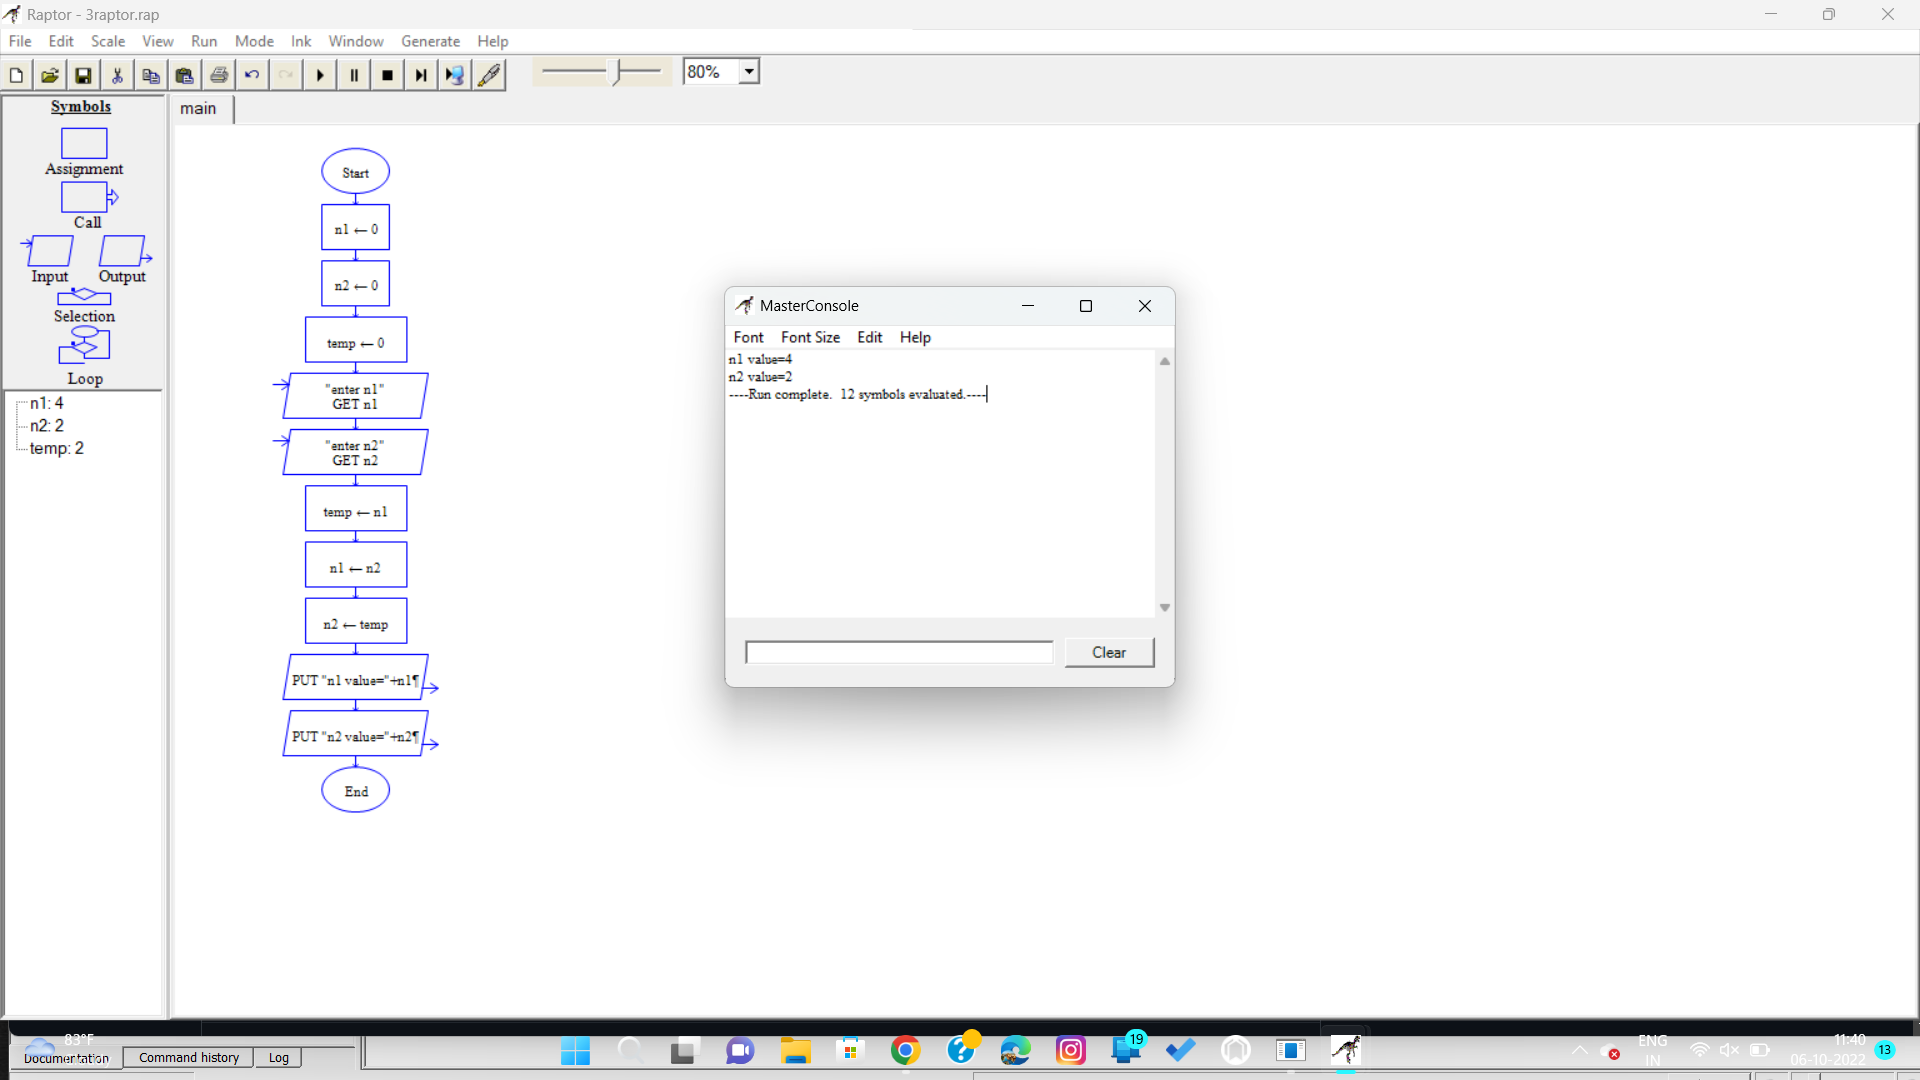 Raptor - 3raptor.rap
File Edit Scale View Run Mode Ink Window Generate Help
80%
Symbols
Assignment
Call
Input Output
Selection
Loop
n1: 4
n2: 2
temp: 2
main
Start
n1 ← 0
n2 ← 0
temp ← 0
"enter n1"
GET n1
"enter n2"
GET n2
temp ← n1
n1 ← n2
n2 ← temp
PUT "n1 value="+n1¶
PUT "n2 value="+n2¶
End
MasterConsole
Font Font Size Edit Help
n1 value=4
n2 value=2
----Run complete.  12 symbols evaluated.----
Clear
83°F
Documentation Command history Log
19
ENG
IN
11:40
06-10-2022
13